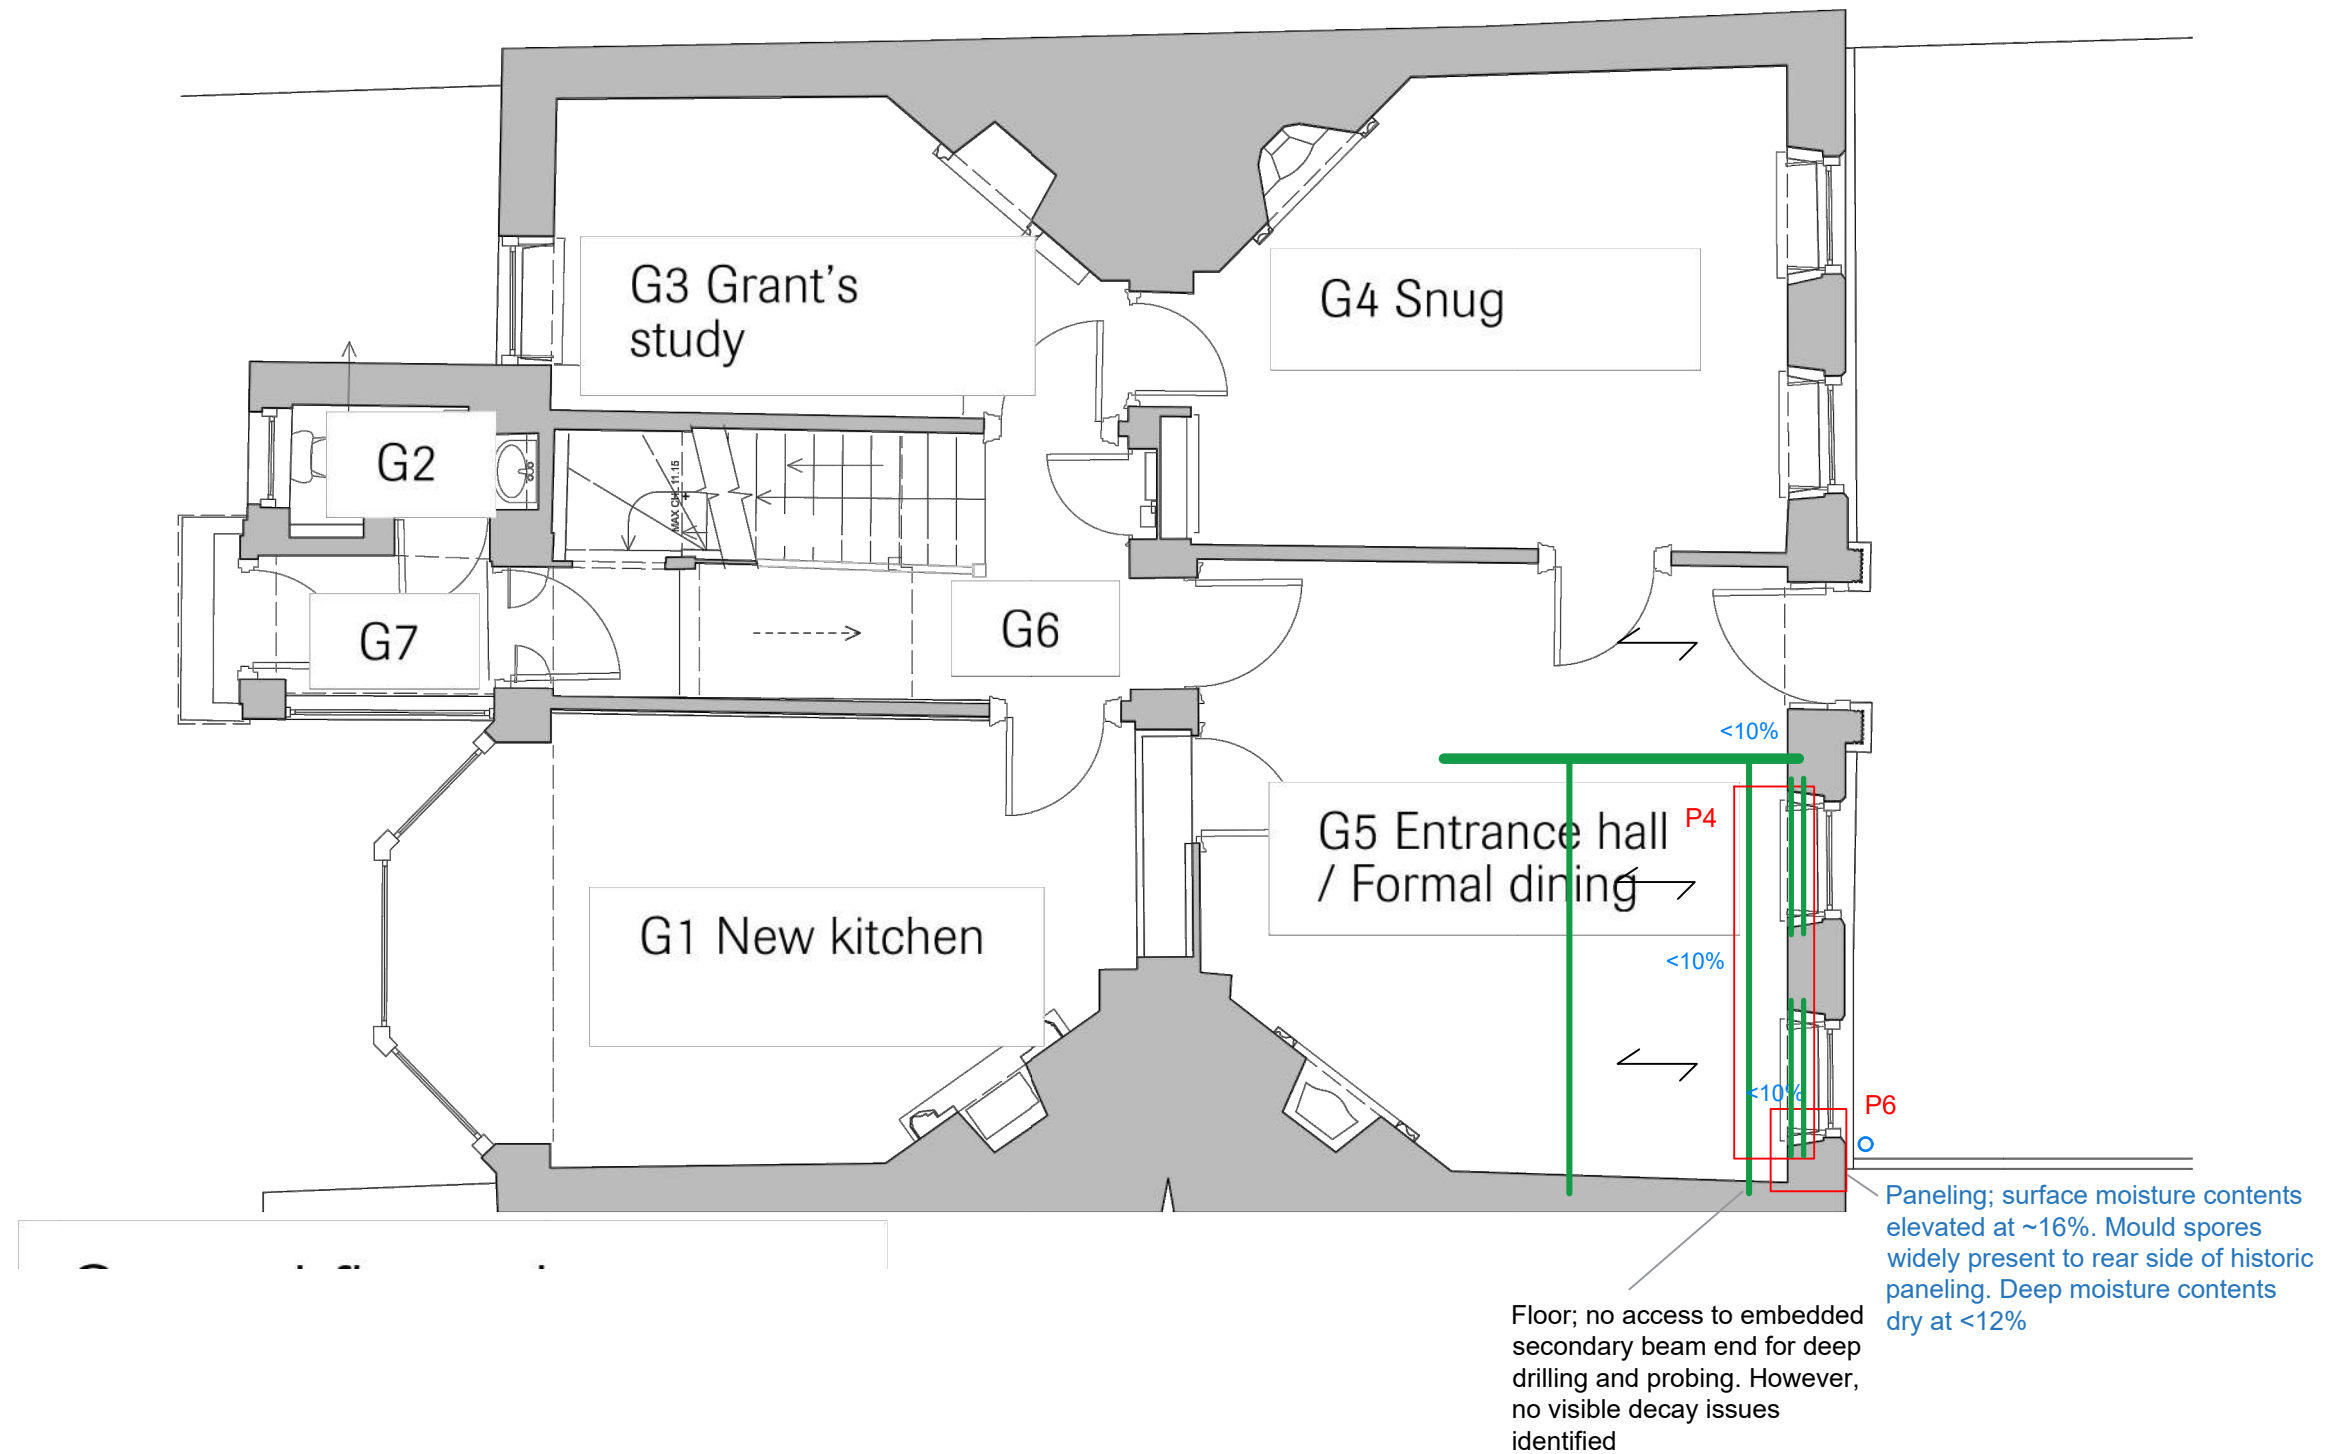 G3 Grant's
study
G4 Snug
G2
MAX CH. 11.15
G7
G6
<10%
G5 Entrance hall
/ Formal dining
P4
G1 New kitchen
<10%
<10%
P6
Paneling; surface moisture contents
elevated at ~16%. Mould spores
widely present to rear side of historic
paneling. Deep moisture contents
dry at <12%
Floor; no access to embedded
secondary beam end for deep
drilling and probing. However,
no visible decay issues
identified